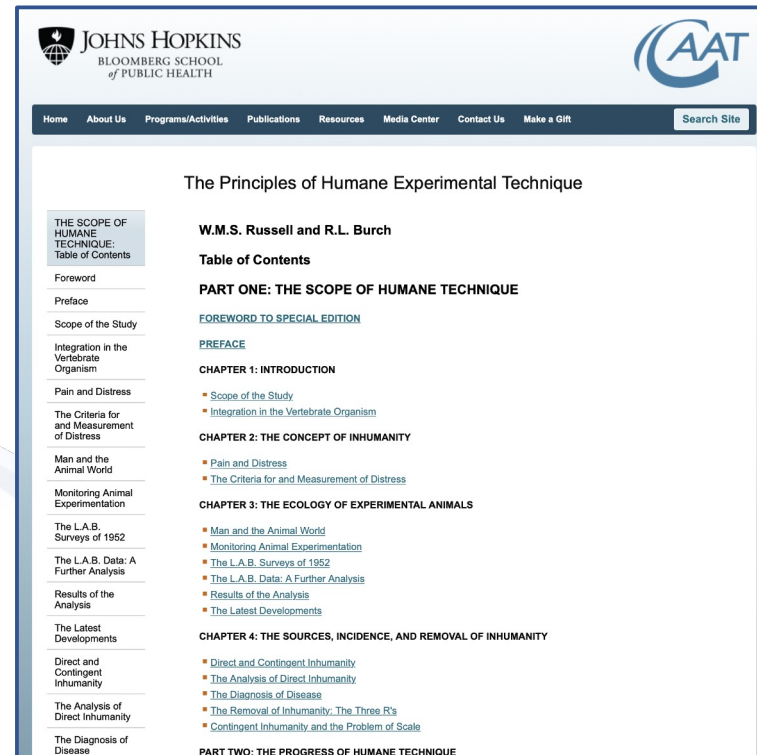 JOHNS HOPKINS
BLOOMBERG SCHOOL
of PUBLIC HEALTH
CAAT
Home About Us Programs/Activities Publications Resources Media Center Contact Us Make a Gift Search Site
The Principles of Humane Experimental Technique
THE SCOPE OF
HUMANE
TECHNIQUE:
Table of Contents
Foreword
Preface
Scope of the Study
Integration in the
Vertebrate
Organism
Pain and Distress
The Criteria for
and Measurement
of Distress
Man and the
Animal World
Monitoring Animal
Experimentation
The L.A.B.
Surveys of 1952
The L.A.B. Data: A
Further Analysis
Results of the
Analysis
The Latest
Developments
Direct and
Contingent
Inhumanity
The Analysis of
Direct Inhumanity
The Diagnosis of
Disease
W.M.S. Russell and R.L. Burch
Table of Contents
PART ONE: THE SCOPE OF HUMANE TECHNIQUE
FOREWORD TO SPECIAL EDITION
PREFACE
CHAPTER 1: INTRODUCTION
Scope of the Study
Integration in the Vertebrate Organism
CHAPTER 2: THE CONCEPT OF INHUMANITY
Pain and Distress
The Criteria for and Measurement of Distress
CHAPTER 3: THE ECOLOGY OF EXPERIMENTAL ANIMALS
Man and the Animal World
Monitoring Animal Experimentation
The L.A.B. Surveys of 1952
The L.A.B. Data: A Further Analysis
Results of the Analysis
The Latest Developments
CHAPTER 4: THE SOURCES, INCIDENCE, AND REMOVAL OF INHUMANITY
Direct and Contingent Inhumanity
The Analysis of Direct Inhumanity
The Diagnosis of Disease
The Removal of Inhumanity: The Three R's
Contingent Inhumanity and the Problem of Scale
PART TWO: THE PROGRESS OF HUMANE TECHNIQUE